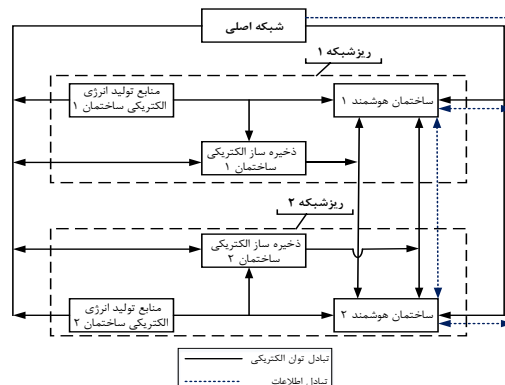 شبکه اصلی
ریزشبکه ۱
منابع تولید انرژی
الکتریکی ساختمان ۱
ساختمان هوشمند ۱
ذخیره ساز الکتریکی
ساختمان ۱
ریزشبکه ۲
ذخیره ساز الکتریکی
ساختمان ۲
منابع تولید انرژی
الکتریکی ساختمان ۲
ساختمان هوشمند ۲
تبادل توان الکتریکی
تبادل اطلاعات